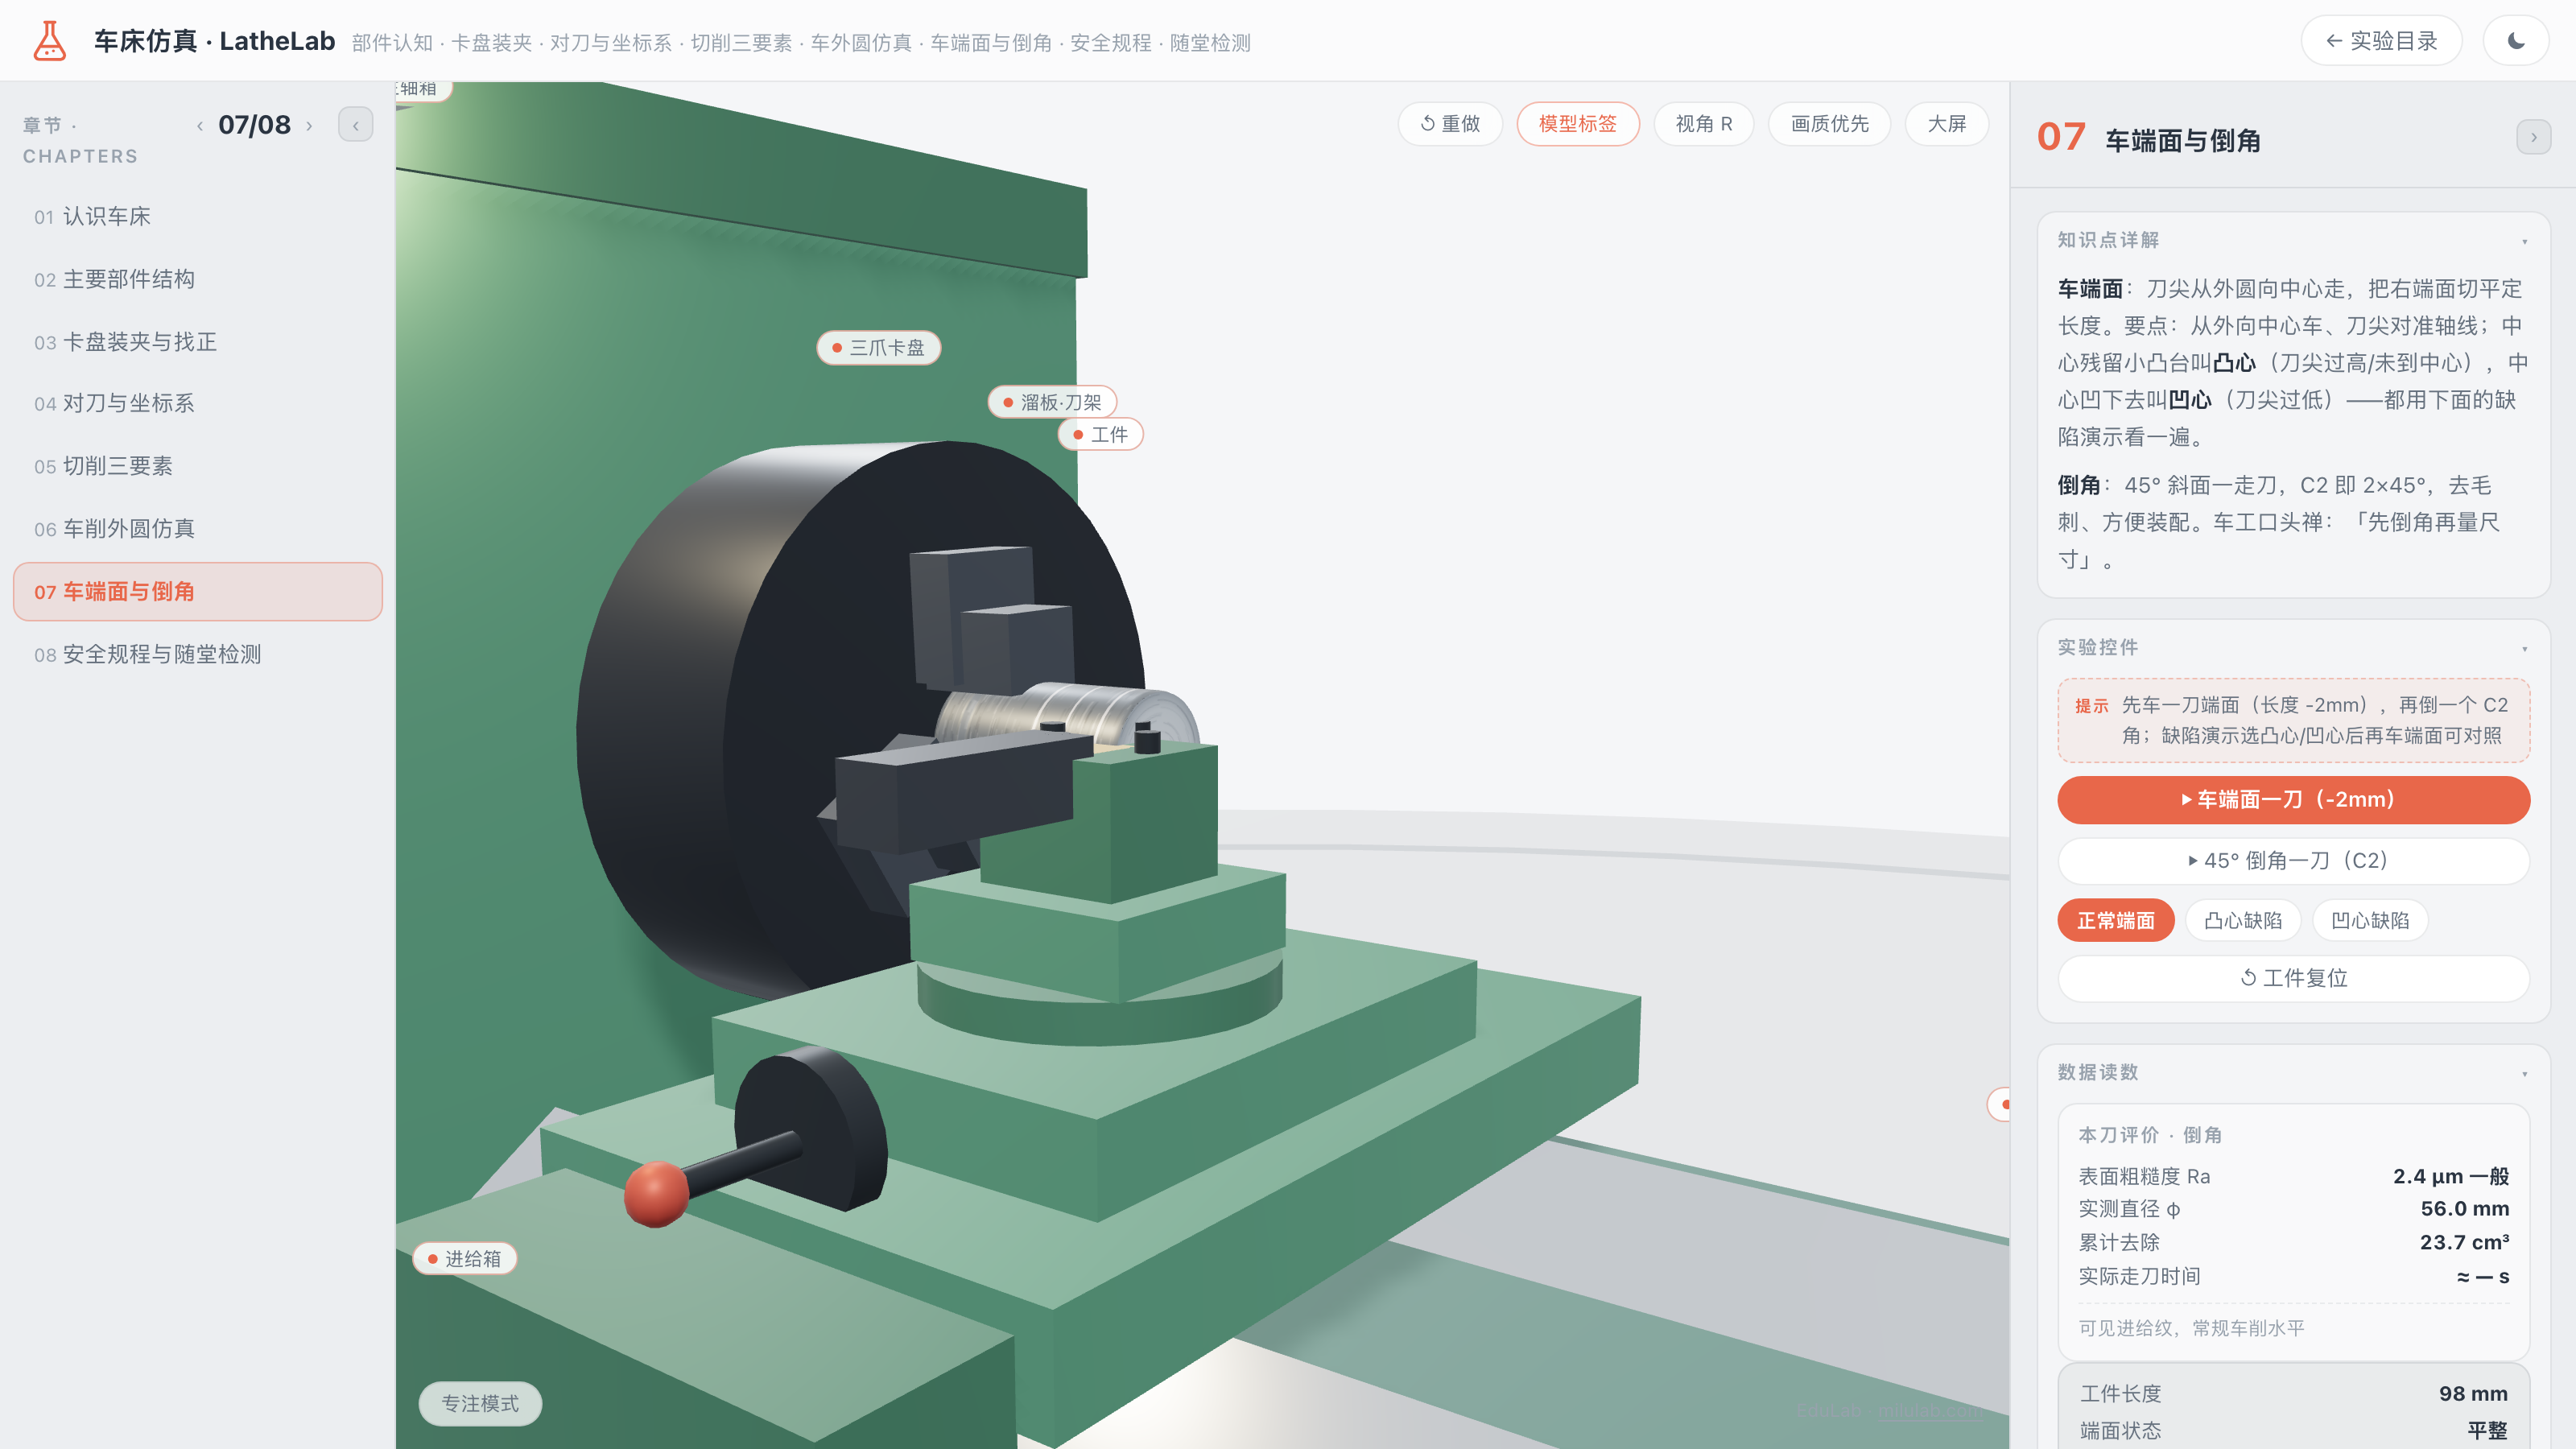 车床仿真 · LatheLab
部件认知 · 卡盘装夹 · 对刀与坐标系 · 切削三要素 · 车外圆仿真 · 车端面与倒角 · 安全规程 · 随堂检测
← 实验目录
章节 ·
CHAPTERS
‹ 07/08 ›
01 认识车床
02 主要部件结构
03 卡盘装夹与找正
04 对刀与坐标系
05 切削三要素
06 车削外圆仿真
07 车端面与倒角
08 安全规程与随堂检测
轴箱
重做
模型标签
视角 R
画质优先
大屏
三爪卡盘
溜板·刀架
工件
进给箱
专注模式
EduLab · milulab.com
07 车端面与倒角
知识点详解
车端面：刀尖从外圆向中心走，把右端面切平定
长度。要点：从外向中心车、刀尖对准轴线；中
心残留小凸台叫凸心（刀尖过高/未到中心），中
心凹下去叫凹心（刀尖过低）——都用下面的缺
陷演示看一遍。
倒角：45° 斜面一走刀，C2 即 2×45°，去毛
刺、方便装配。车工口头禅：「先倒角再量尺
寸」。
实验控件
提示 先车一刀端面（长度 -2mm），再倒一个 C2
角；缺陷演示选凸心/凹心后再车端面可对照
车端面一刀（-2mm）
45° 倒角一刀（C2）
正常端面
凸心缺陷
凹心缺陷
工件复位
数据读数
本刀评价 · 倒角
表面粗糙度 Ra 2.4 μm 一般
实测直径 φ 56.0 mm
累计去除 23.7 cm³
实际走刀时间 ≈ — s
可见进给纹，常规车削水平
工件长度 98 mm
端面状态 平整